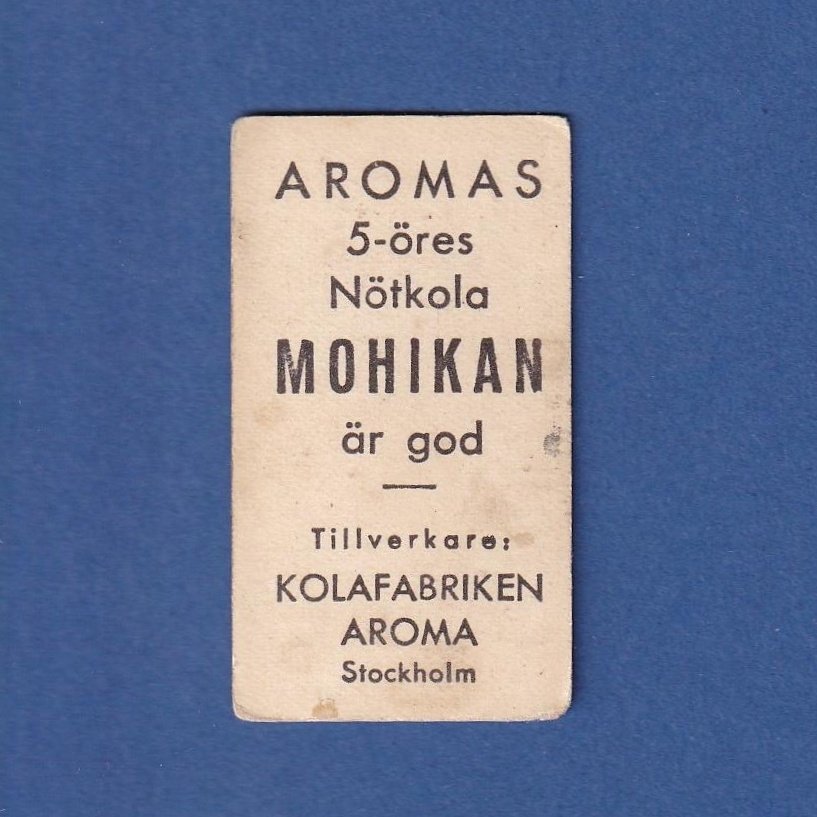 AROMAS
5-öres
Nötkola
MOHIKAN
är god
Tillverkare:
KOLAFABRIKEN
AROMA
Stockholm